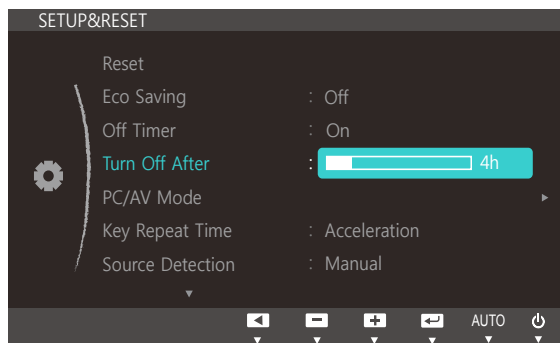 SETUP&RESET
Reset
Eco Saving : Off
Off Timer : On
Turn Off After : 4h
PC/AV Mode
Key Repeat Time : Acceleration
Source Detection : Manual
AUTO